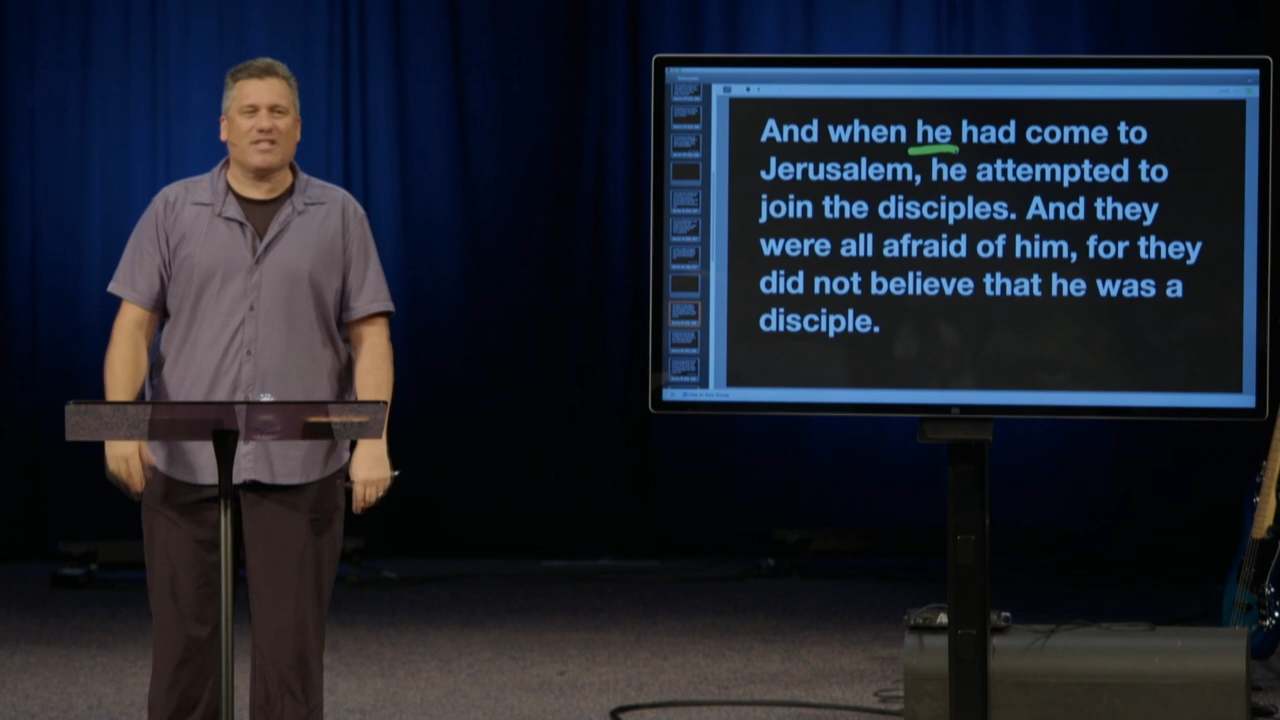 And when he had come to
Jerusalem, he attempted to
join the disciples. And they
were all afraid of him, for they
did not believe that he was a
disciple.